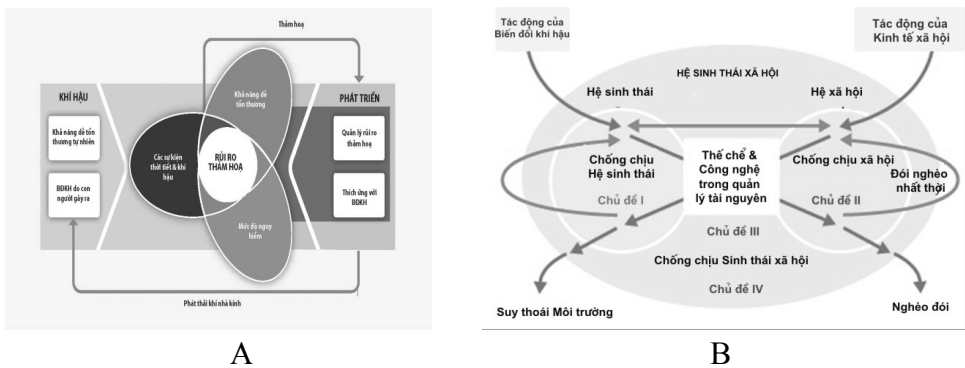 Thảm hoạ
KHÍ HẬU
Khả năng dễ tổn
thương tự nhiên
BĐKH do con
người gây ra
Các sự kiện
thời tiết & khí
hậu
Khả năng dễ
tổn thương
RỦI RO
THẢM HOẠ
Mức độ nguy
hiểm
PHÁT TRIỂN
Quản lý rủi ro
thảm hoạ
Thích ứng với
BĐKH
Phát thải khí nhà kính
A
Tác động của
Biến đổi khí hậu
Tác động của
Kinh tế xã hội
HỆ SINH THÁI XÃ HỘI
Hệ sinh thái
Hệ xã hội
Chống chịu
Hệ sinh thái
Chủ đề I
Thể chế &
Công nghệ
trong quản
lý tài nguyên
Chống chịu xã hội
Đói nghèo
nhất thời
Chủ đề II
Chủ đề III
Chống chịu Sinh thái xã hội
Chủ đề IV
Suy thoái Môi trường
Nghèo đói
B